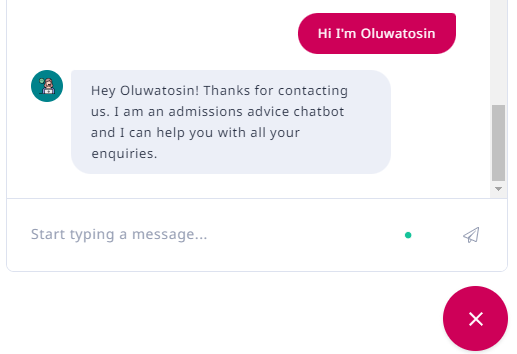 Hi I'm Oluwatosin
Hey Oluwatosin! Thanks for contacting
us. I am an admissions advice chatbot
and I can help you with all your
enquiries.
Start typing a message...